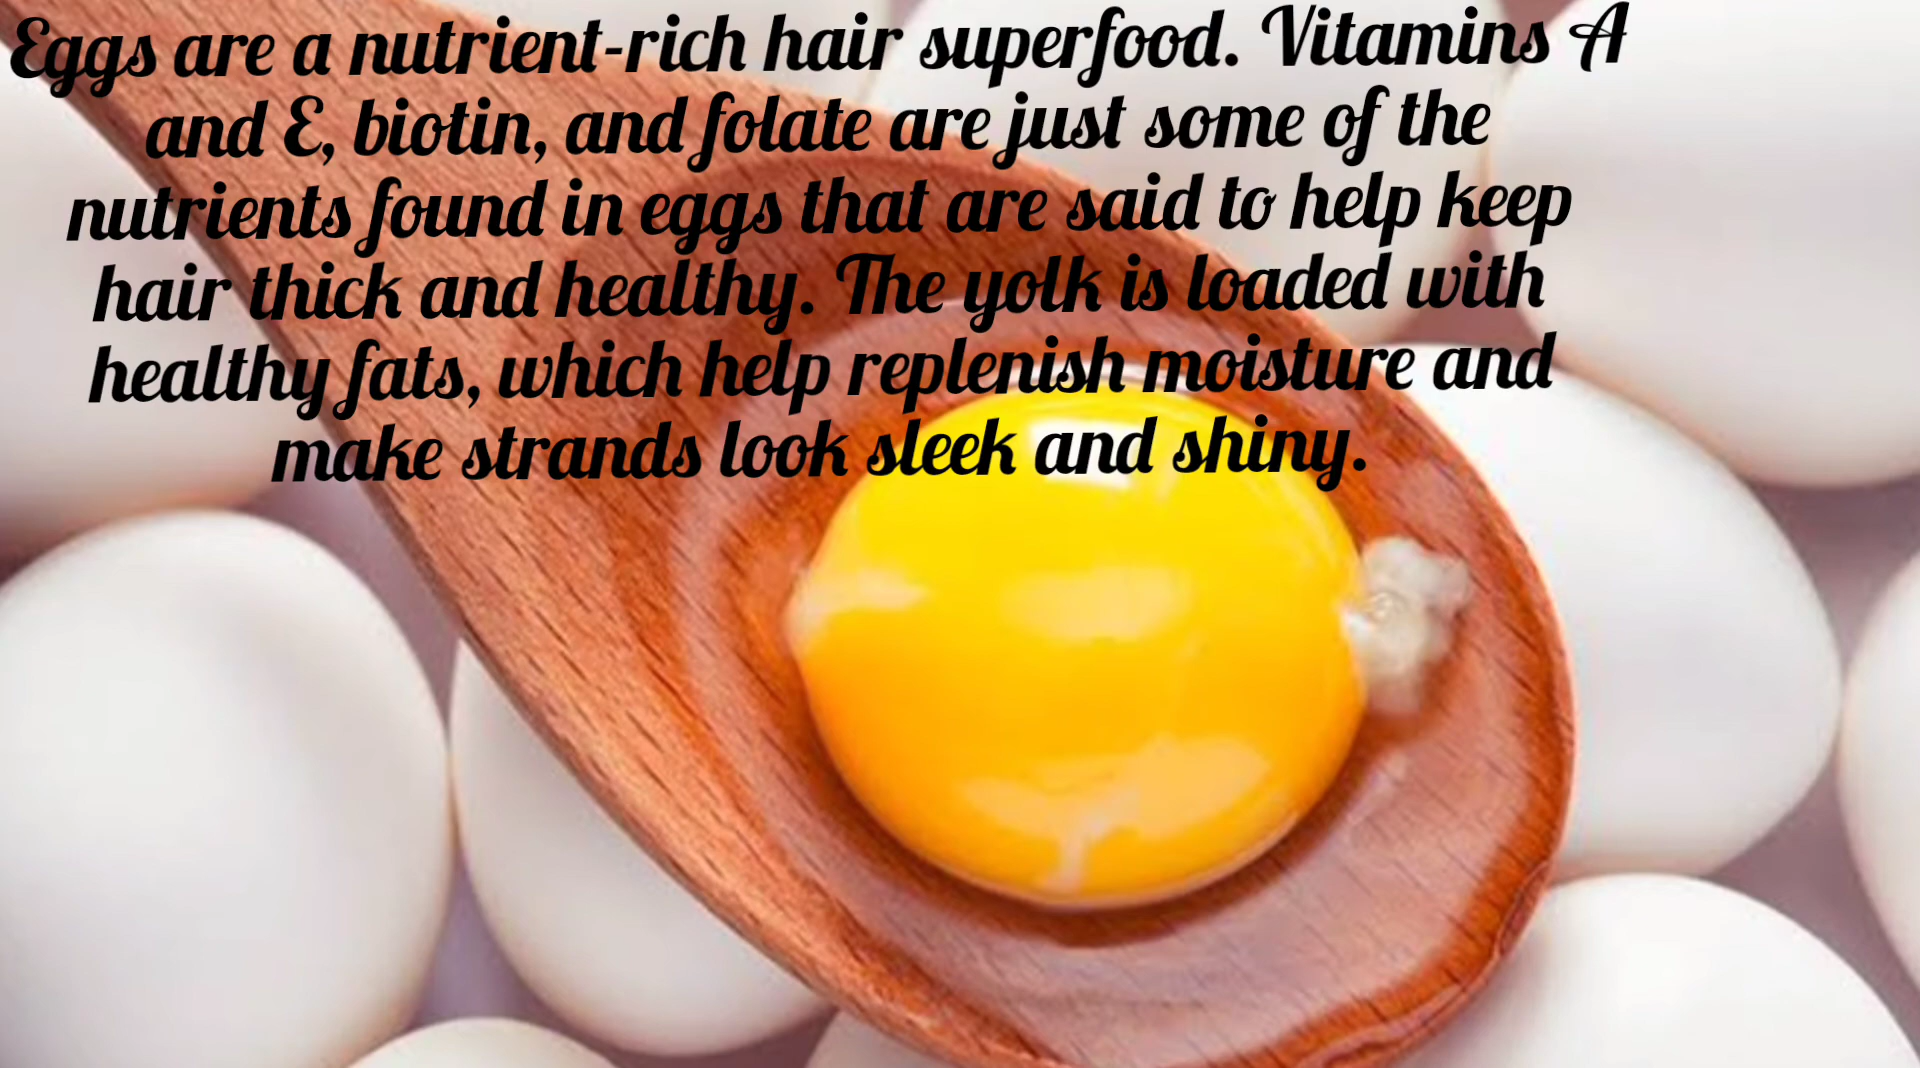 Eggs are a nutrient-rich hair superfood. Vitamins A
and E, biotin, and folate are just some of the
nutrients found in eggs that are said to help keep
hair thick and healthy. The yolk is loaded with
healthy fats, which help replenish moisture and
make strands look sleek and shiny.